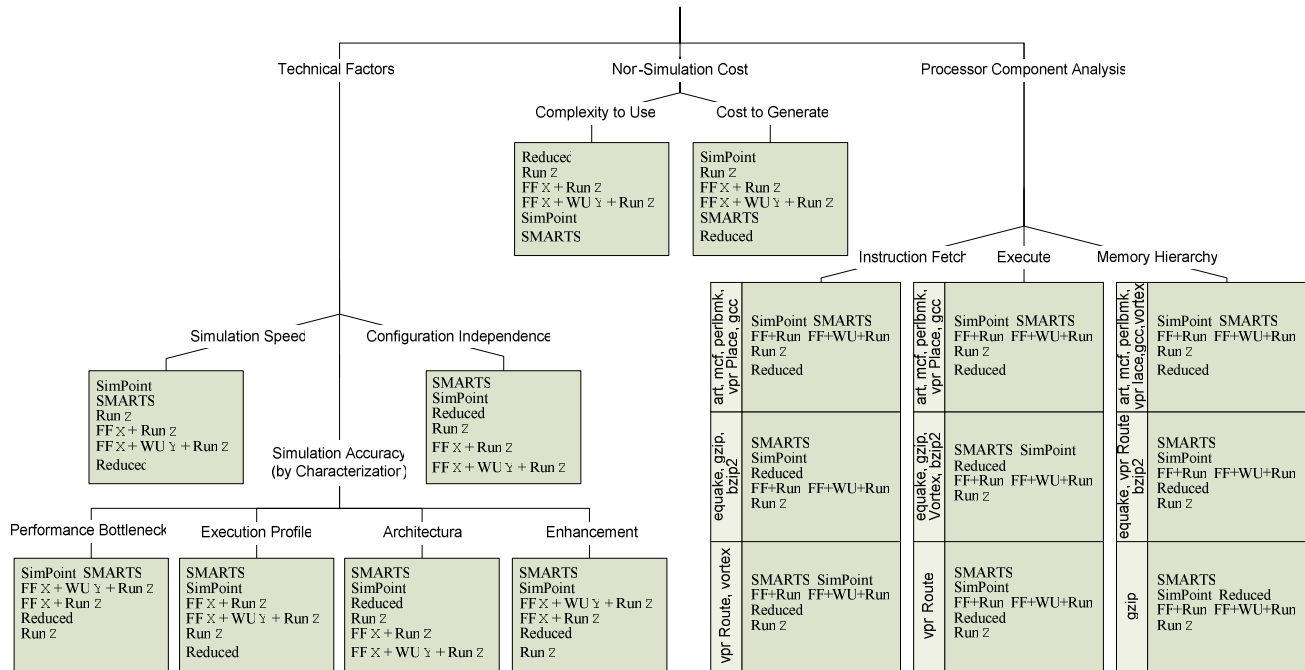 Technical Factors
Nor-Simulation Cost
Processor Component Analysis
Complexity to Use
Cost to Generate
Reduced
Run Z
FF X + Run Z
FF X + WU Y + Run Z
SimPoint
SMARTS
SimPoint
Run Z
FF X + Run Z
FF X + WU Y + Run Z
SMARTS
Reduced
Simulation Speed
Configuration Independence
SimPoint
SMARTS
Run Z
FF X + Run Z
FF X + WU Y + Run Z
Reduced
SMARTS
SimPoint
Reduced
Run Z
FF X + Run Z
FF X + WU Y + Run Z
Simulation Accuracy
(by Characterization)
Performance Bottleneck
Execution Profile
Architectura
Enhancement
SimPoint SMARTS
FF X + WU Y + Run Z
FF X + Run Z
Reduced
Run Z
SMARTS
SimPoint
FF X + Run Z
FF X + WU Y + Run Z
Run Z
Reduced
SMARTS
SimPoint
Reduced
Run Z
FF X + Run Z
FF X + WU Y + Run Z
SMARTS
SimPoint
FF X + WU Y + Run Z
FF X + Run Z
Reduced
Run Z
Instruction Fetch
Execute
Memory Hierarchy
art, mcf, perlbmk,
vpr Place, gcc
SimPoint SMARTS
FF+Run FF+WU+Run
Run Z
Reduced
equake, gzip,
bzip2
SMARTS
SimPoint
Reduced
FF+Run FF+WU+Run
Run Z
vpr Route, vortex
SMARTS SimPoint
FF+Run FF+WU+Run
Reduced
Run Z
art, mcf, perlbmk,
vpr Place, gcc
SimPoint SMARTS
FF+Run FF+WU+Run
Run Z
Reduced
equake, gzip,
Vortex, bzip2
SMARTS SimPoint
Reduced
FF+Run FF+WU+Run
Run Z
vpr Route
SMARTS
SimPoint
FF+Run FF+WU+Run
Reduced
Run Z
art, mcf, perlbmk,
vpr lace,gcc,vortex
SimPoint SMARTS
FF+Run FF+WU+Run
Run Z
Reduced
equake, vpr Route
bzip2
SMARTS
SimPoint
FF+Run FF+WU+Run
Reduced
Run Z
gzip
SMARTS
SimPoint Reduced
FF+Run FF+WU+Run
Run Z